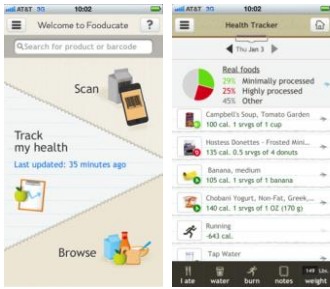 AT&T 3G 10:02
Welcome to Fooducate ?
Search for product or barcode
Scan
Track
my health
Last updated: 35 minutes ago
Browse
AT&T 3G 10:02
Health Tracker
Thu Jan 3
Real foods
29% Minimally processed
25% Highly processed
45% Other
Campbell's Soup, Tomato Garden
100 cal. 1 srvgs of 1 cup
Hostess Donettes - Frosted Mini...
135 cal. 0.5 srvgs of 4 donuts
Banana, medium
105 cal. 1 srvgs of 1 banana
Chobani Yogurt, Non-Fat, Greek,...
140 cal. 1 srvgs of 1 OZ (170 g)
Running
-643 cal.
Tap Water
149 Lbs.
I ate water burn notes weight